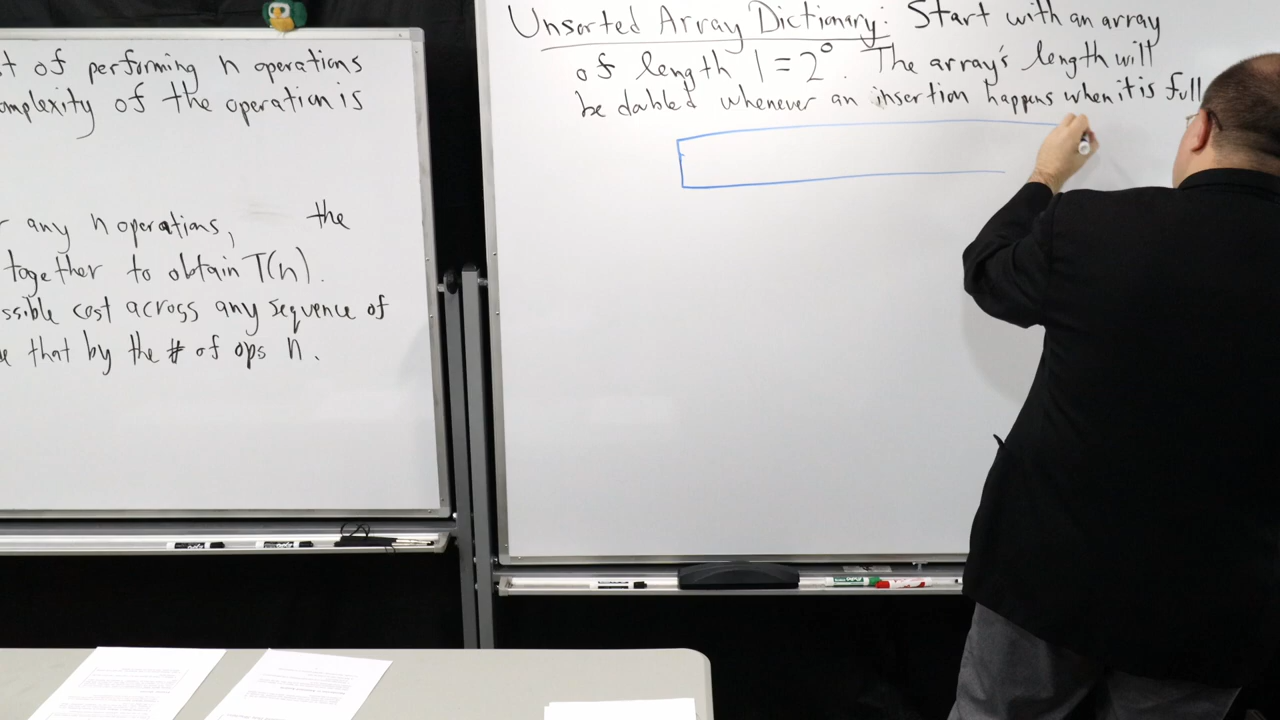 t of performing n operations
omplexity of the operation is
r any n operations, the
together to obtain T(n).
ssible cost across any sequence of
e that by the # of ops n.
Unsorted Array Dictionary: Start with an array
of length 1 = 2⁰. The array's length will
be doubled whenever an insertion happens when it is full